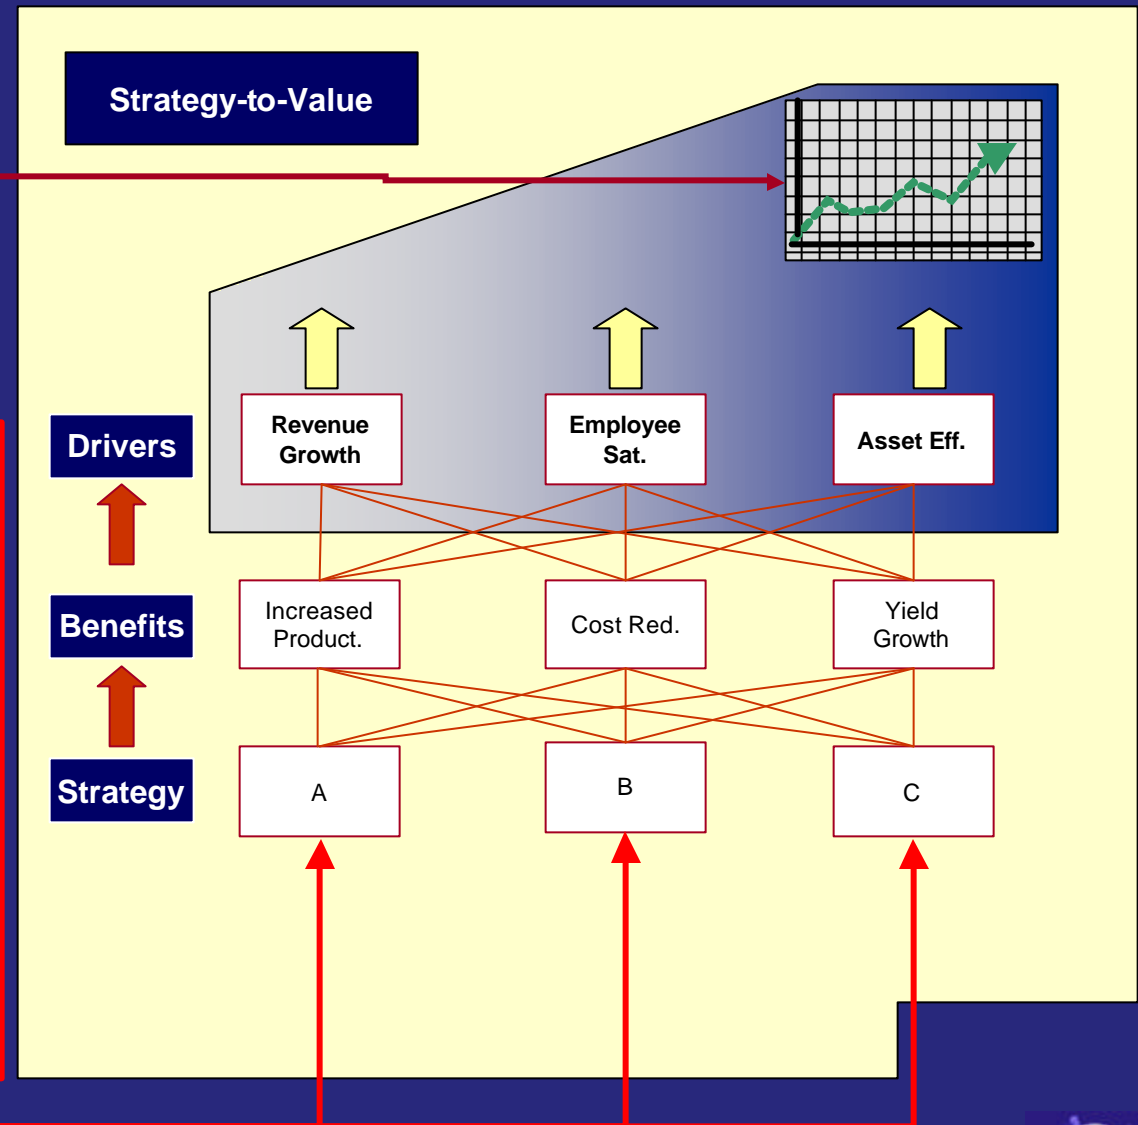 Strategy-to-Value
Drivers
Revenue
Growth
Employee
Sat.
Asset Eff.
Benefits
Increased
Product.
Cost Red.
Yield
Growth
Strategy
A
B
C